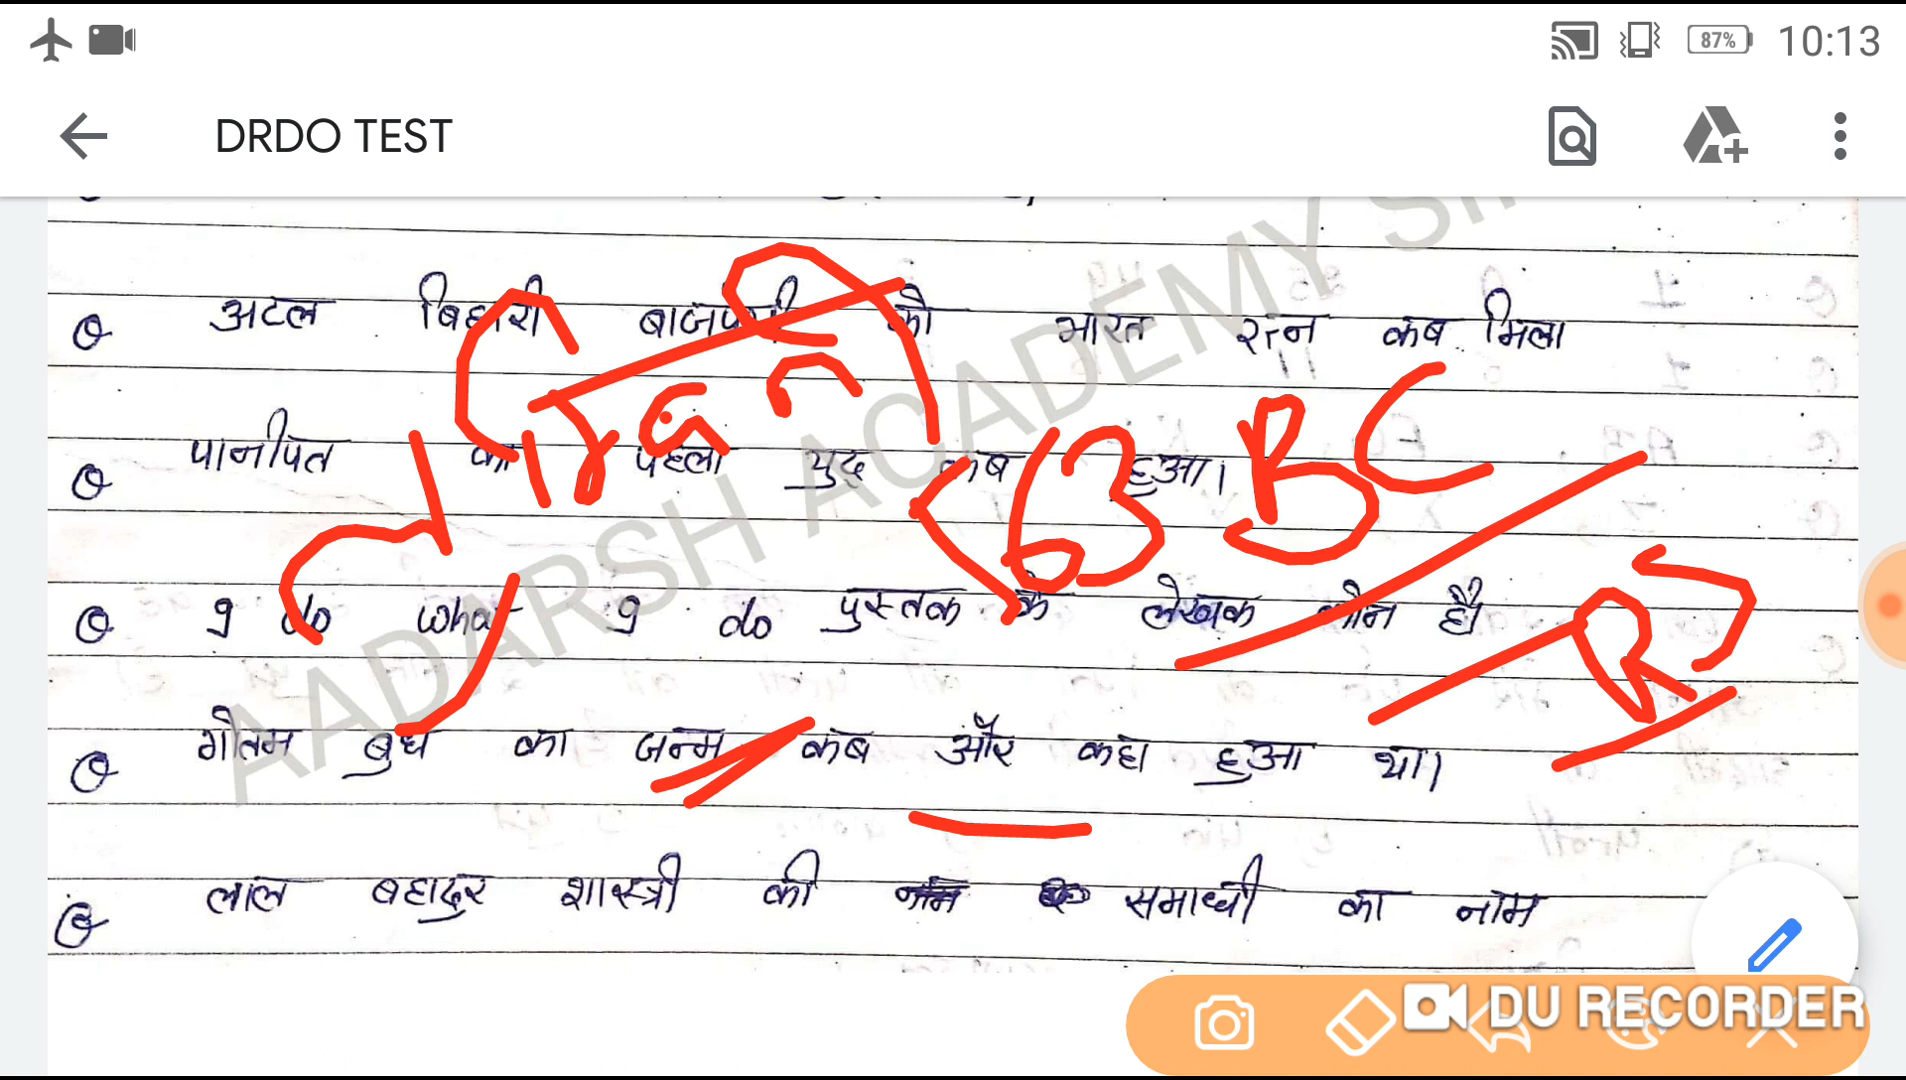 87% 10:13
DRDO TEST
Q अटल बिहारी बाजपेयी को भारत रत्न कब मिला
Q पानीपत का पहला युद्ध कब हुआ।
Q I do what I do पुस्तक के लेखक कौन है
Q गौतम बुध का जन्म कब और कहा हुआ था।
Q लाल बहादुर शास्त्री की समाध्धी का नाम
AADARSH ACADEMY
563 BC
DU RECORDER